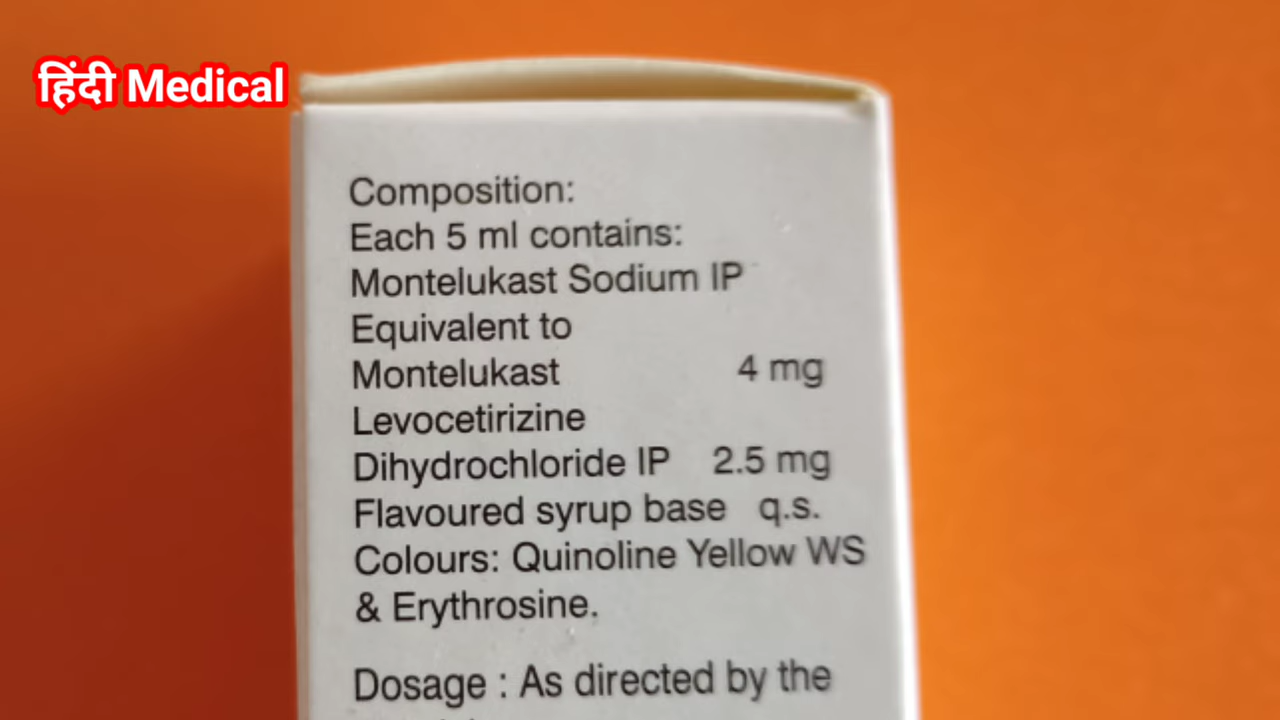 हिंदी Medical
Composition:
Each 5 ml contains:
Montelukast Sodium IP
Equivalent to
Montelukast 4 mg
Levocetirizine
Dihydrochloride IP 2.5 mg
Flavoured syrup base q.s.
Colours: Quinoline Yellow WS
& Erythrosine.
Dosage : As directed by the